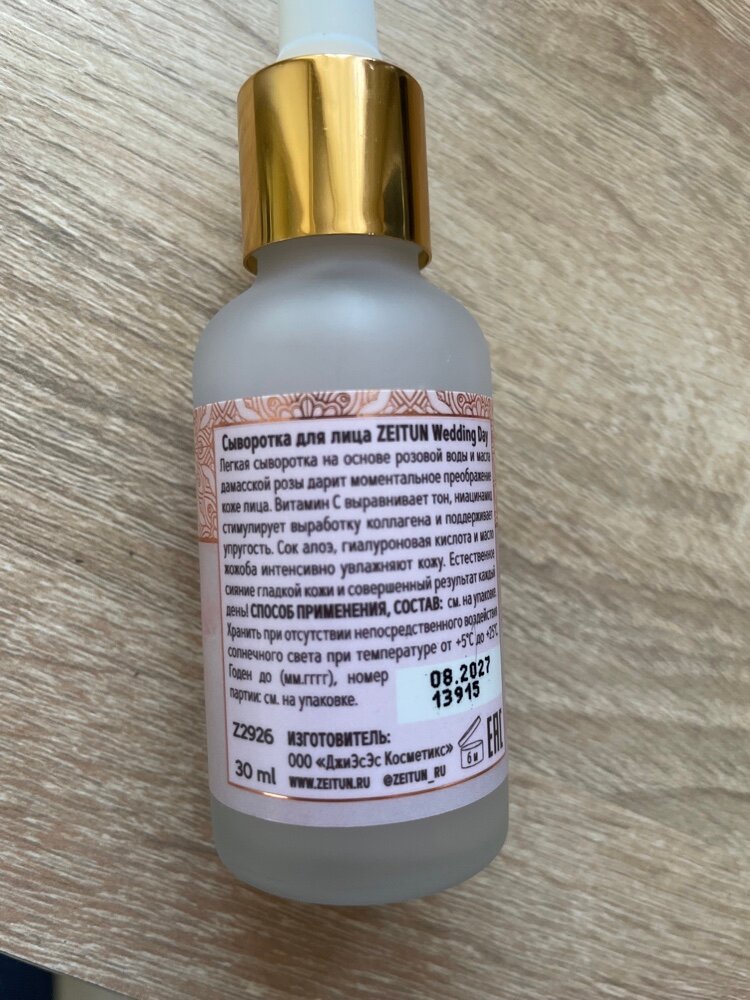 Сыворотка для лица ZEITUN Wedding Day
Легкая сыворотка на основе розовой воды и масла
дамасской розы дарит моментальное преображение
коже лица. Витамин С выравнивает тон, ниацинамид
стимулирует выработку коллагена и поддерживает
упругость. Сок алоэ, гиалуроновая кислота и масло
жожоба интенсивно увлажняют кожу. Естественное
сияние гладкой кожи и совершенный результат каждый
день! СПОСОБ ПРИМЕНЕНИЯ, СОСТАВ: см. на упаковке.
Хранить при отсутствии непосредственного воздействия
солнечного света при температуре от +5°C до +25°C
Годен до (мм.гггг), номер
партии: см. на упаковке.
08.2027
13915
Z2926
30 ml
ИЗГОТОВИТЕЛЬ:
ООО «ДжиЭсЭс Косметикс»
WWW.ZEITUN.RU @ZEITUN_RU
6 м
EAC